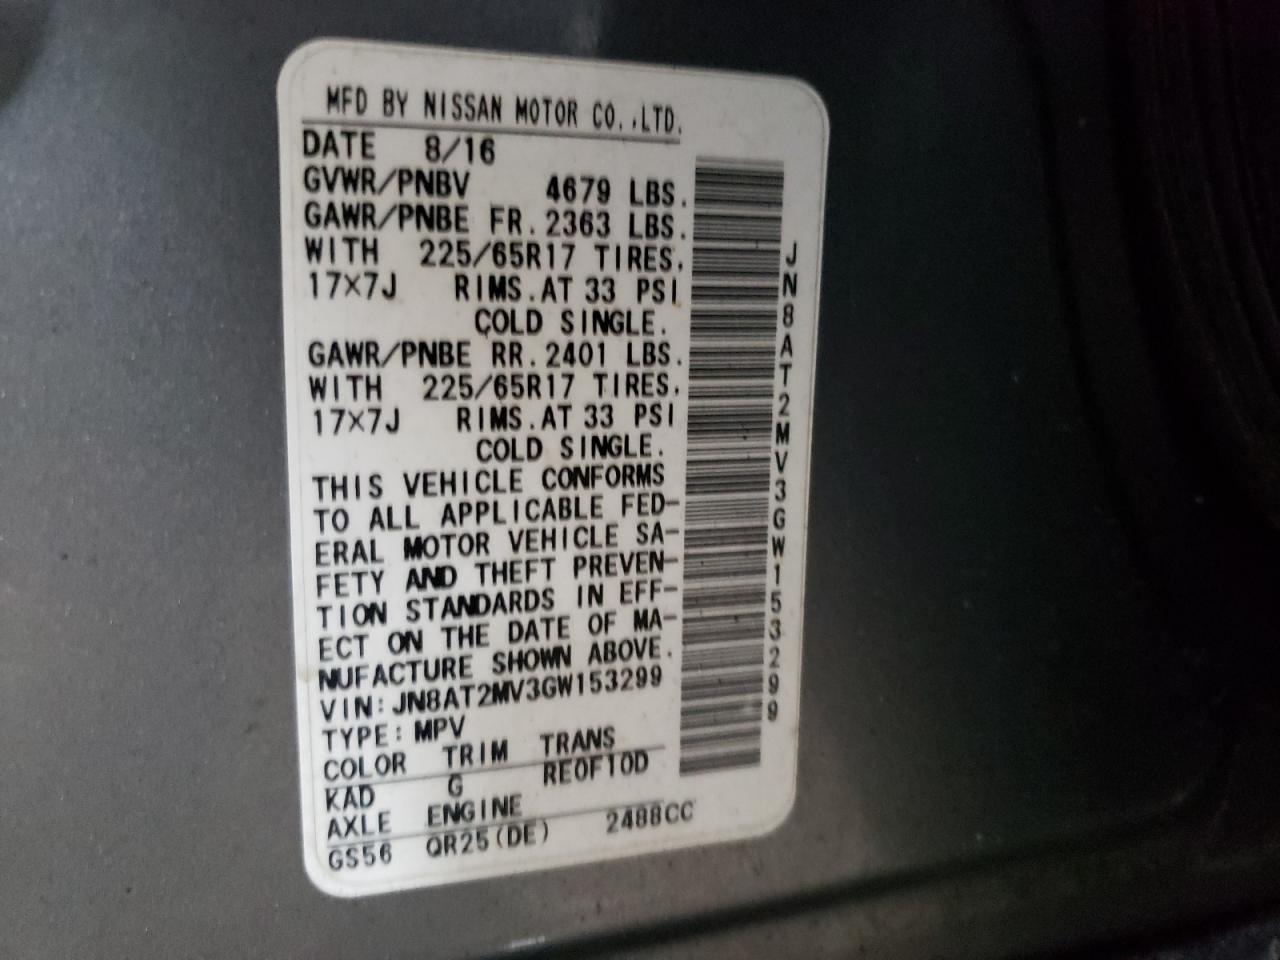 MFD BY NISSAN MOTOR CO.,LTD.
DATE 8/16
GVWR/PNBV 4679 LBS.
GAWR/PNBE FR. 2363 LBS.
WITH 225/65R17 TIRES.
17×7J RIMS.AT 33 PSI
COLD SINGLE.
GAWR/PNBE RR. 2401 LBS.
WITH 225/65R17 TIRES.
17×7J RIMS.AT 33 PSI
COLD SINGLE.
THIS VEHICLE CONFORMS
TO ALL APPLICABLE FED-
ERAL MOTOR VEHICLE SA-
FETY AND THEFT PREVEN-
TION STANDARDS IN EFF-
ECT ON THE DATE OF MA-
NUFACTURE SHOWN ABOVE.
VIN: JN8AT2MV3GW153299
TYPE: MPV
COLOR TRIM TRANS
KAD G RE0F10D
AXLE ENGINE
GS56 QR25(DE) 2488CC
JN8AT2MV3GW153299